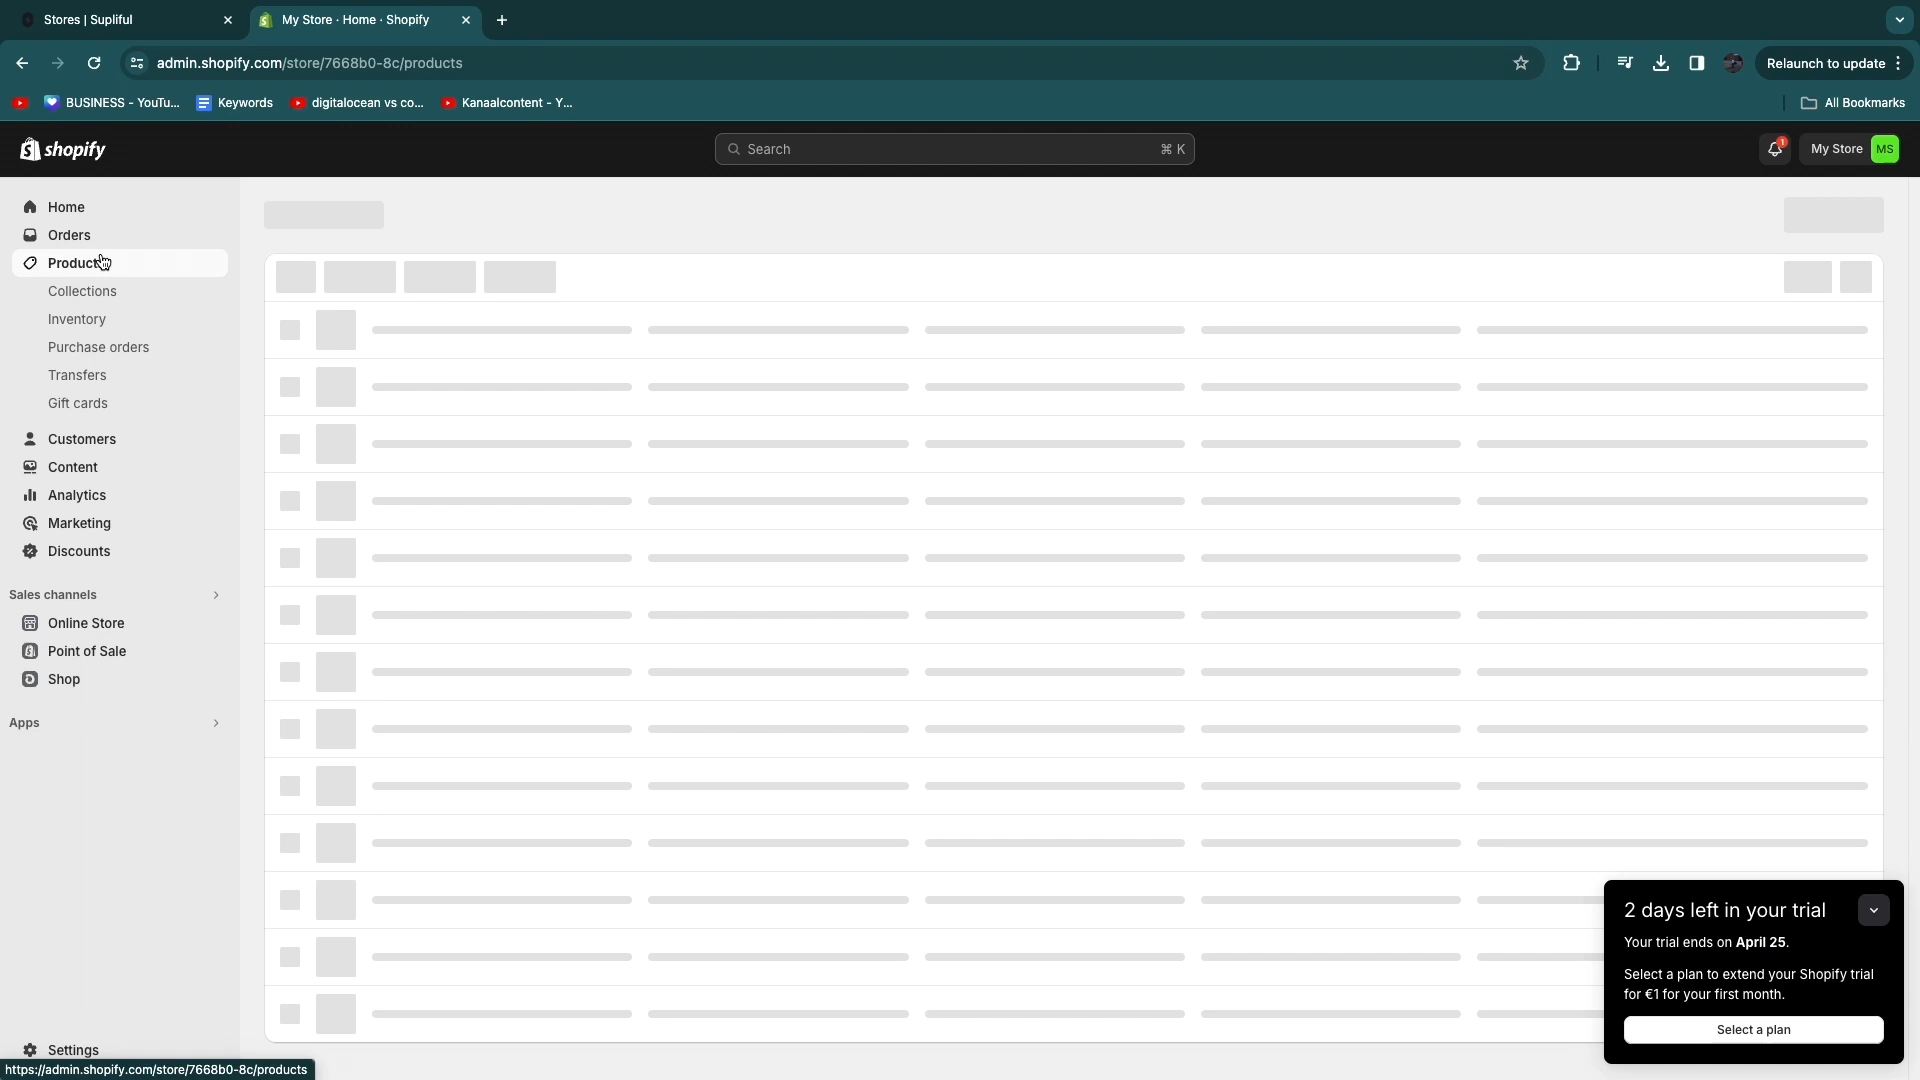 Stores | Supliful
My Store · Home · Shopify
admin.shopify.com/store/7668b0-8c/products
Relaunch to update
BUSINESS - YouTu...
Keywords
digitalocean vs co...
Kanaalcontent - Y...
All Bookmarks
shopify
Search
⌘ K
1
My Store
MS
Home
Orders
Product
Collections
Inventory
Purchase orders
Transfers
Gift cards
Customers
Content
Analytics
Marketing
Discounts
Sales channels
Online Store
Point of Sale
Shop
Apps
2 days left in your trial
Your trial ends on April 25.
Select a plan to extend your Shopify trial
for €1 for your first month.
Select a plan
Settings
https://admin.shopify.com/store/7668b0-8c/products